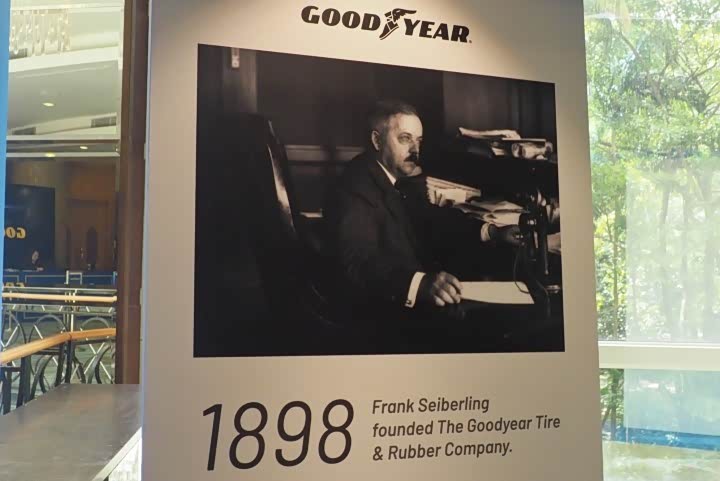 GOODYEAR
1898
Frank Seiberling
founded The Goodyear Tire
& Rubber Company.